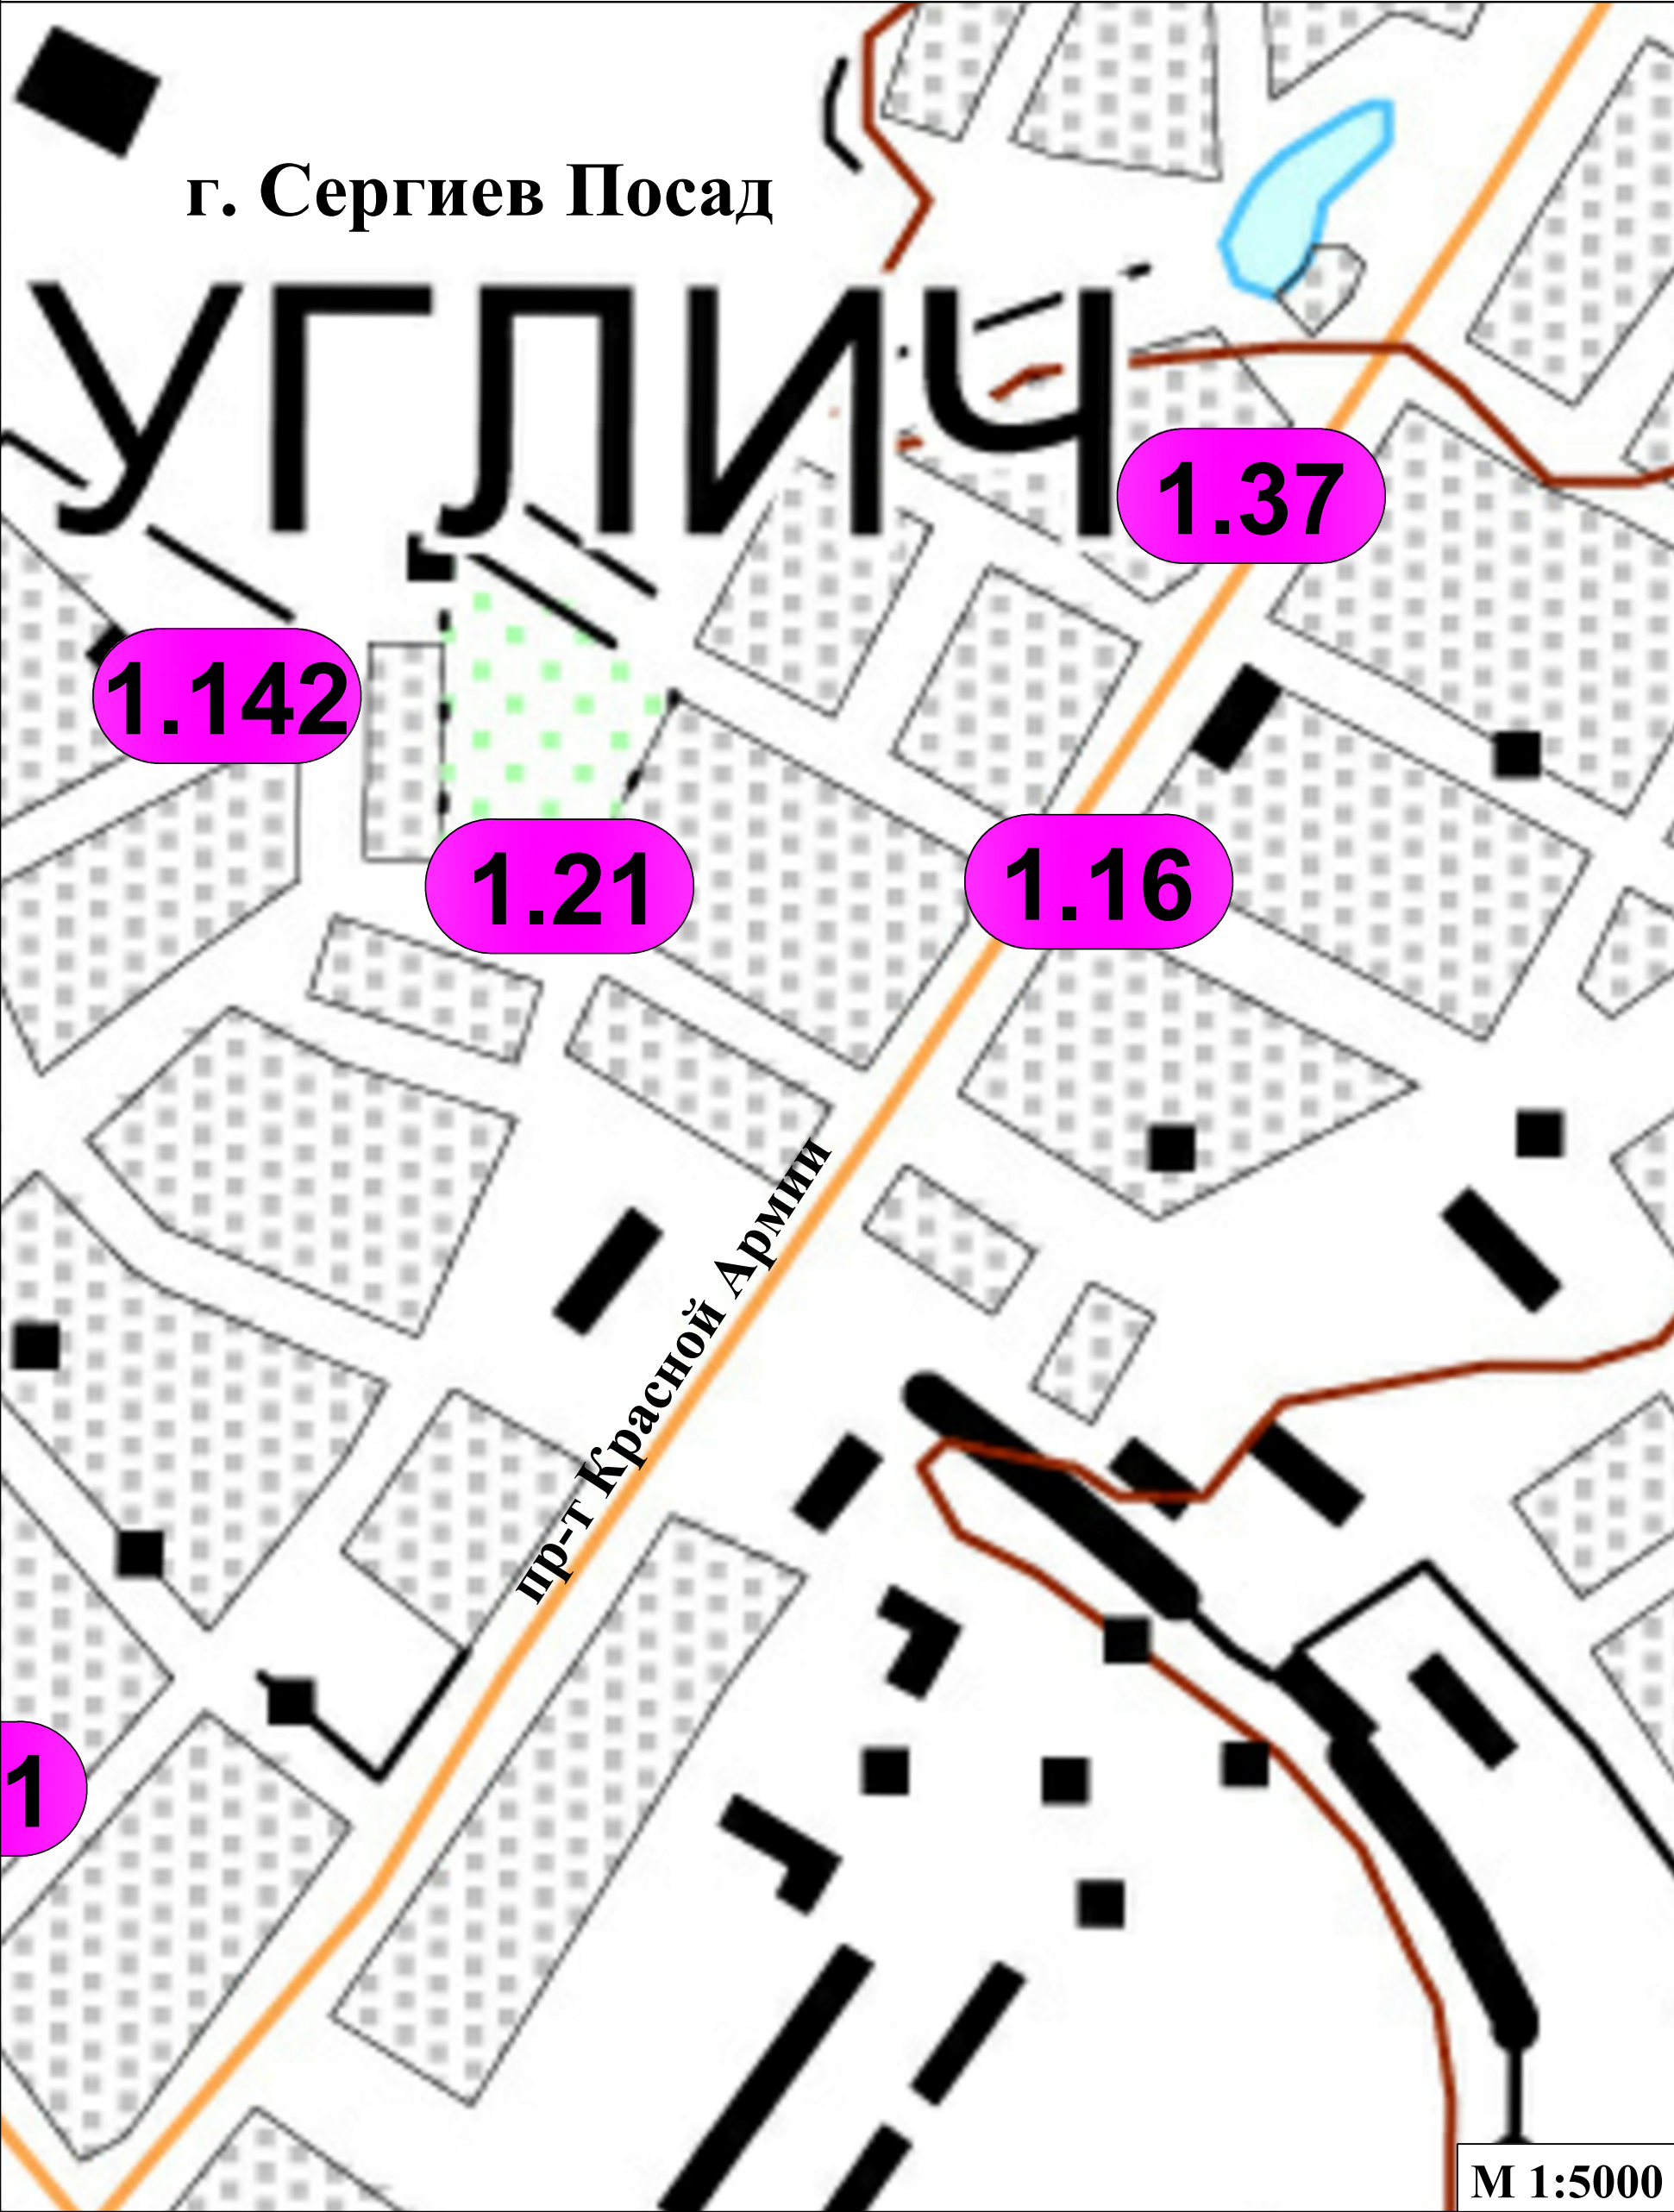 г. Сергиев Посад
УГЛИЧ
1.37
1.142
1.21
1.16
пр-т Красной Армии
1
М 1:5000